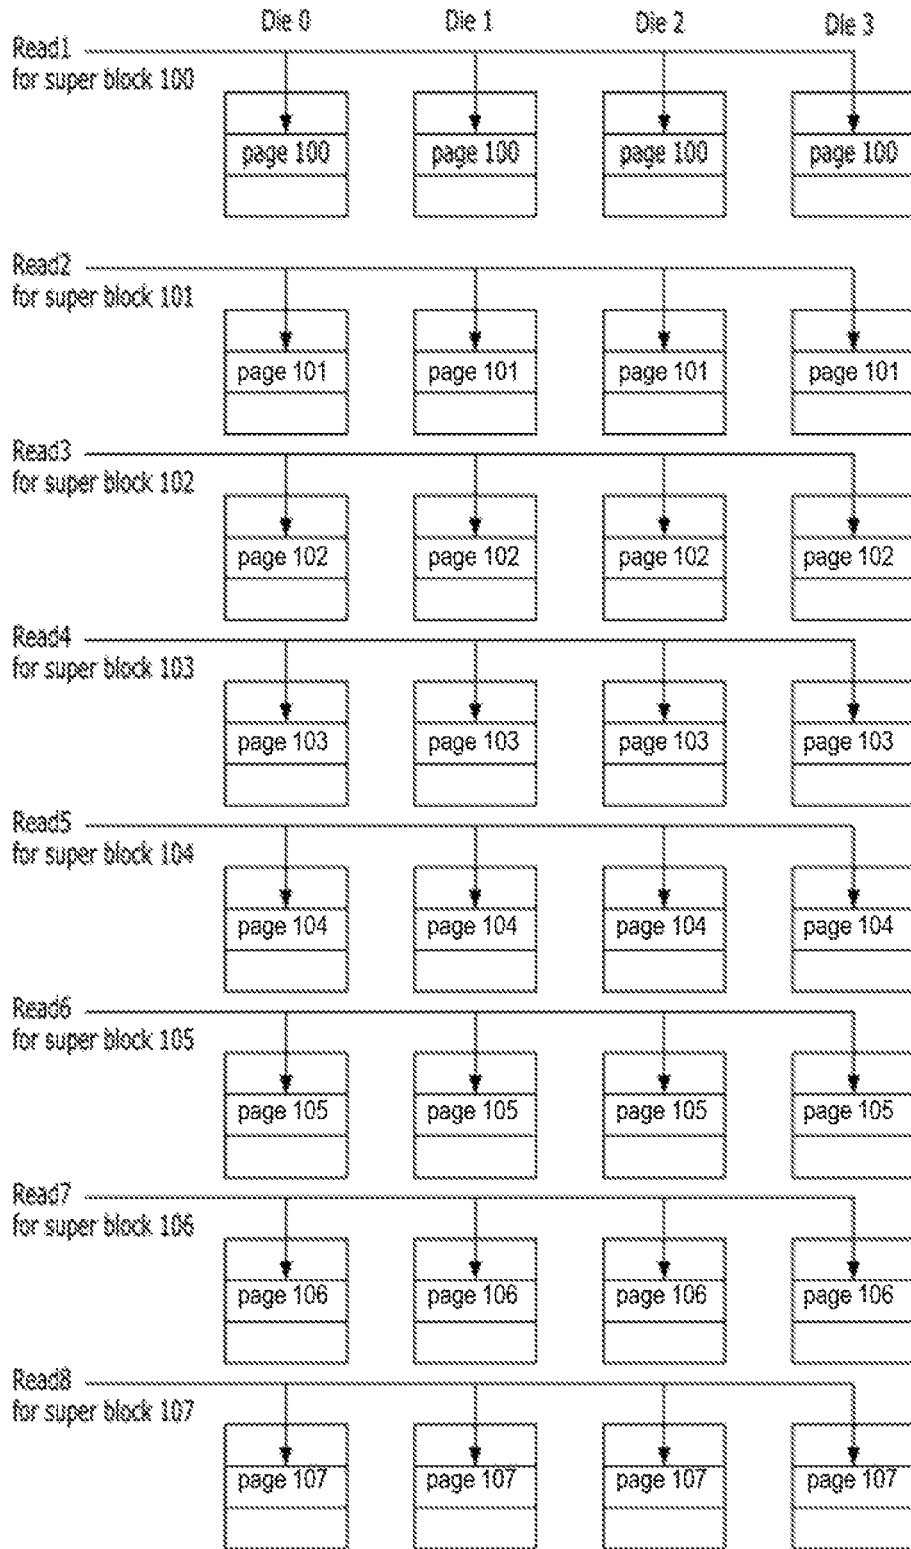 Die 0 Die 1 Die 2 Die 3
Read1
for super block 100
page 100 page 100 page 100 page 100
Read2
for super block 101
page 101 page 101 page 101 page 101
Read3
for super block 102
page 102 page 102 page 102 page 102
Read4
for super block 103
page 103 page 103 page 103 page 103
Read5
for super block 104
page 104 page 104 page 104 page 104
Read6
for super block 105
page 105 page 105 page 105 page 105
Read7
for super block 106
page 106 page 106 page 106 page 106
Read8
for super block 107
page 107 page 107 page 107 page 107